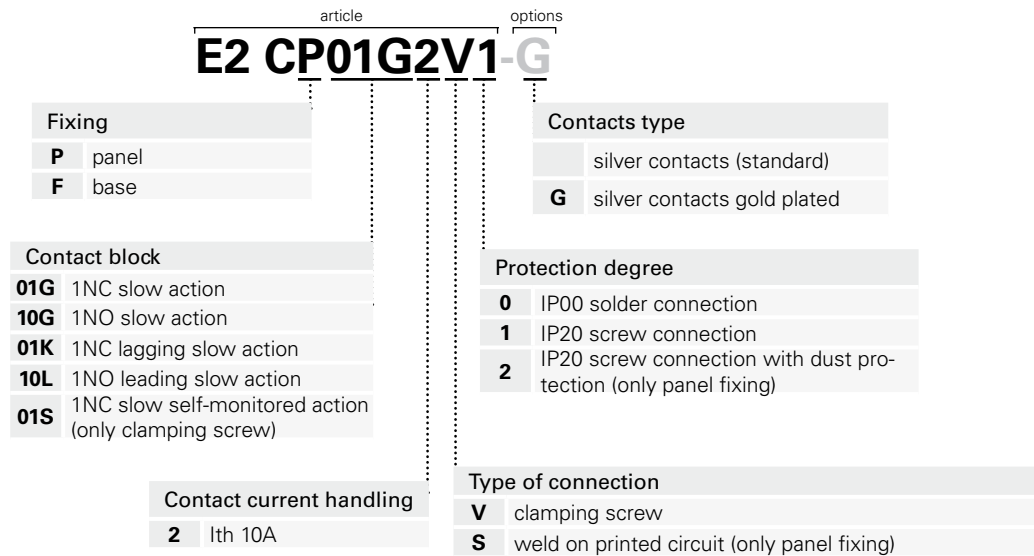 article options
E2 CP01G2V1-G
Fixing
P panel
F base
Contacts type
silver contacts (standard)
G silver contacts gold plated
Contact block
01G 1NC slow action
10G 1NO slow action
01K 1NC lagging slow action
10L 1NO leading slow action
01S 1NC slow self-monitored action
(only clamping screw)
Protection degree
0 IP00 solder connection
1 IP20 screw connection
2 IP20 screw connection with dust pro-
tection (only panel fixing)
Contact current handling
2 Ith 10A
Type of connection
V clamping screw
S weld on printed circuit (only panel fixing)